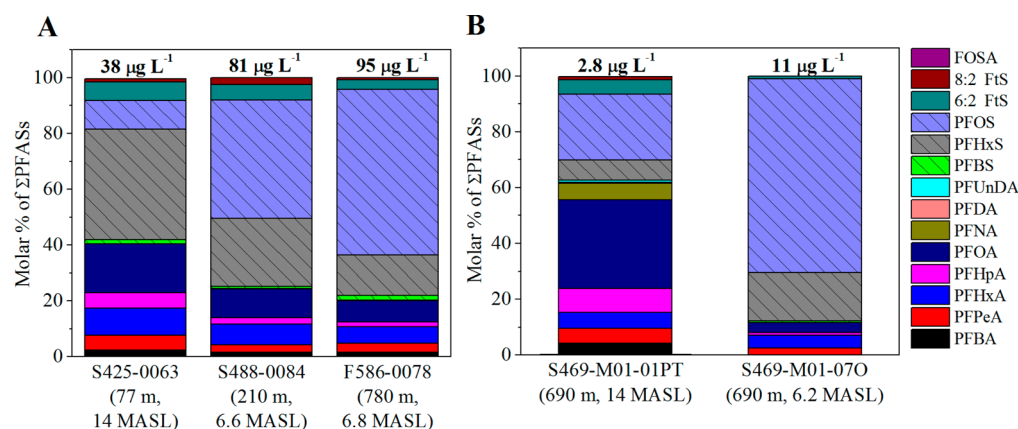 A
38 µg L⁻¹
81 µg L⁻¹
95 µg L⁻¹
Molar % of ΣPFASs
100
80
60
40
20
0
S425-0063
(77 m,
14 MASL)
S488-0084
(210 m,
6.6 MASL)
F586-0078
(780 m,
6.8 MASL)
B
2.8 µg L⁻¹
11 µg L⁻¹
Molar % of ΣPFASs
100
80
60
40
20
0
S469-M01-01PT
(690 m, 14 MASL)
S469-M01-07O
(690 m, 6.2 MASL)
FOSA
8:2 FtS
6:2 FtS
PFOS
PFHxS
PFBS
PFUnDA
PFDA
PFNA
PFOA
PFHpA
PFHxA
PFPeA
PFBA